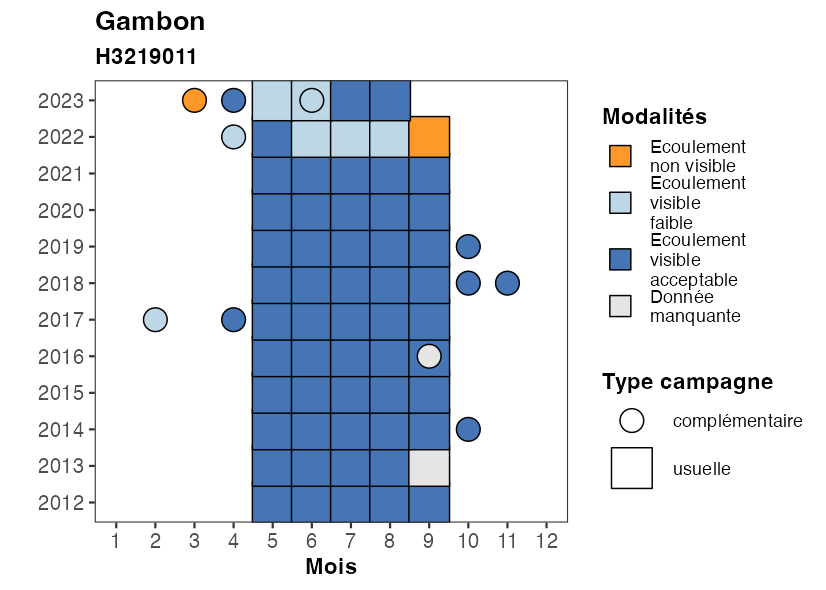 Gambon
H3219011
2023
2022
2021
2020
2019
2018
2017
2016
2015
2014
2013
2012
1 2 3 4 5 6 7 8 9 10 11 12
Mois
Modalités
Ecoulement
non visible
Ecoulement
visible
faible
Ecoulement
visible
acceptable
Donnée
manquante
Type campagne
complémentaire
usuelle